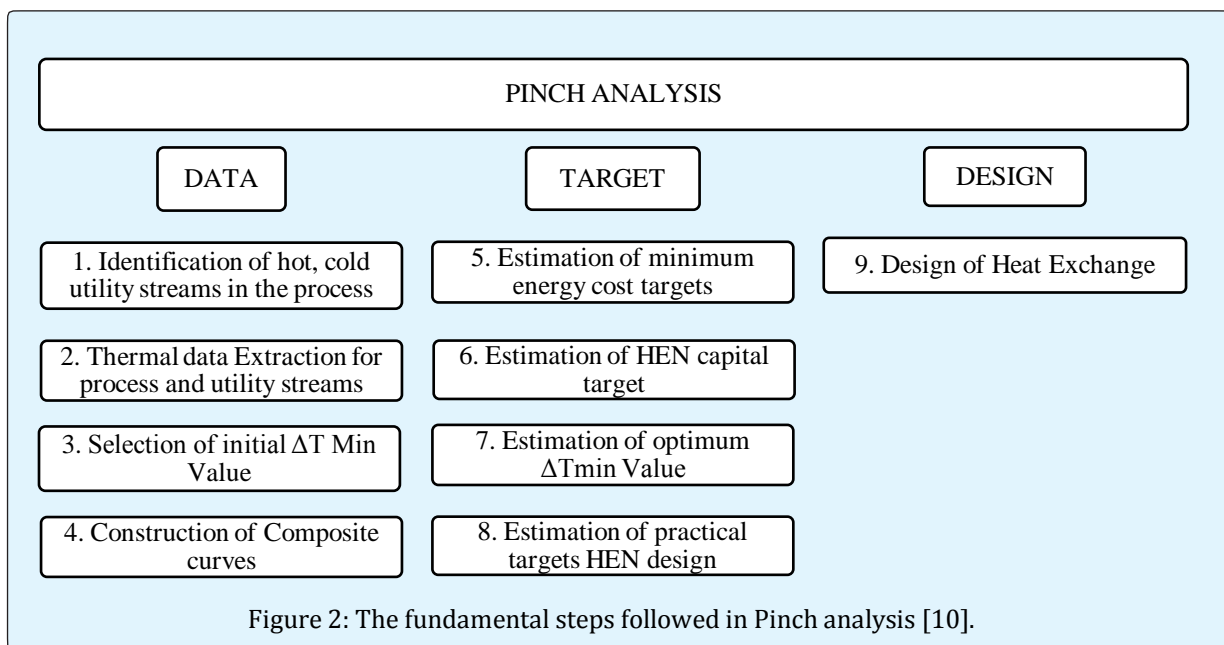 PINCH ANALYSIS
DATA
1. Identification of hot, cold
utility streams in the process
2. Thermal data Extraction for
process and utility streams
3. Selection of initial ΔT Min
Value
4. Construction of Composite
curves
TARGET
5. Estimation of minimum
energy cost targets
6. Estimation of HEN capital
target
7. Estimation of optimum
ΔTmin Value
8. Estimation of practical
targets HEN design
DESIGN
9. Design of Heat Exchange
Figure 2: The fundamental steps followed in Pinch analysis [10].